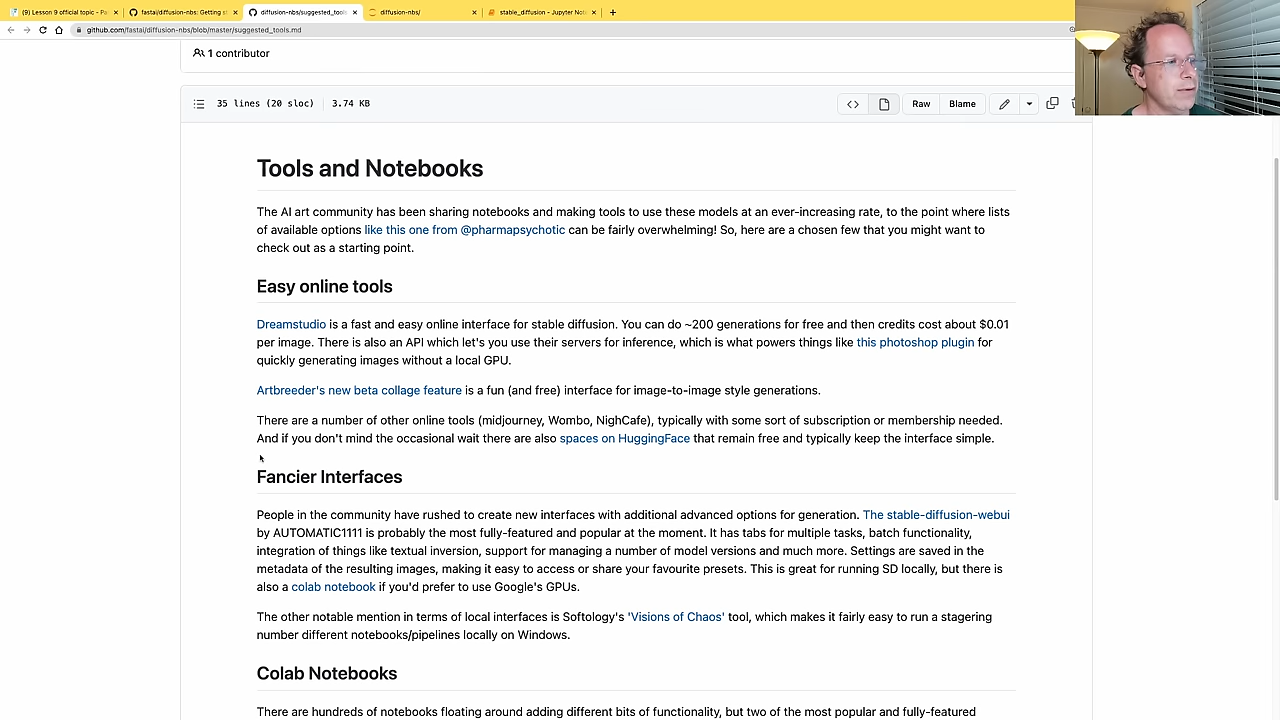 (9) Lesson 9 official topic - Pa
fastai/diffusion-nbs: Getting s
diffusion-nbs/suggested_tools
diffusion-nbs/
stable_diffusion - Jupyter Not
github.com/fastai/diffusion-nbs/blob/master/suggested_tools.md
1 contributor
35 lines (20 sloc) | 3.74 KB
Raw
Blame
Tools and Notebooks
The AI art community has been sharing notebooks and making tools to use these models at an ever-increasing rate, to the point where lists
of available options like this one from @pharmapsychotic can be fairly overwhelming! So, here are a chosen few that you might want to
check out as a starting point.
Easy online tools
Dreamstudio is a fast and easy online interface for stable diffusion. You can do ~200 generations for free and then credits cost about $0.01
per image. There is also an API which let's you use their servers for inference, which is what powers things like this photoshop plugin for
quickly generating images without a local GPU.
Artbreeder's new beta collage feature is a fun (and free) interface for image-to-image style generations.
There are a number of other online tools (midjourney, Wombo, NighCafe), typically with some sort of subscription or membership needed.
And if you don't mind the occasional wait there are also spaces on HuggingFace that remain free and typically keep the interface simple.
Fancier Interfaces
People in the community have rushed to create new interfaces with additional advanced options for generation. The stable-diffusion-webui
by AUTOMATIC1111 is probably the most fully-featured and popular at the moment. It has tabs for multiple tasks, batch functionality,
integration of things like textual inversion, support for managing a number of model versions and much more. Settings are saved in the
metadata of the resulting images, making it easy to access or share your favourite presets. This is great for running SD locally, but there is
also a colab notebook if you'd prefer to use Google's GPUs.
The other notable mention in terms of local interfaces is Softology's 'Visions of Chaos' tool, which makes it fairly easy to run a stagering
number different notebooks/pipelines locally on Windows.
Colab Notebooks
There are hundreds of notebooks floating around adding different bits of functionality, but two of the most popular and fully-featured